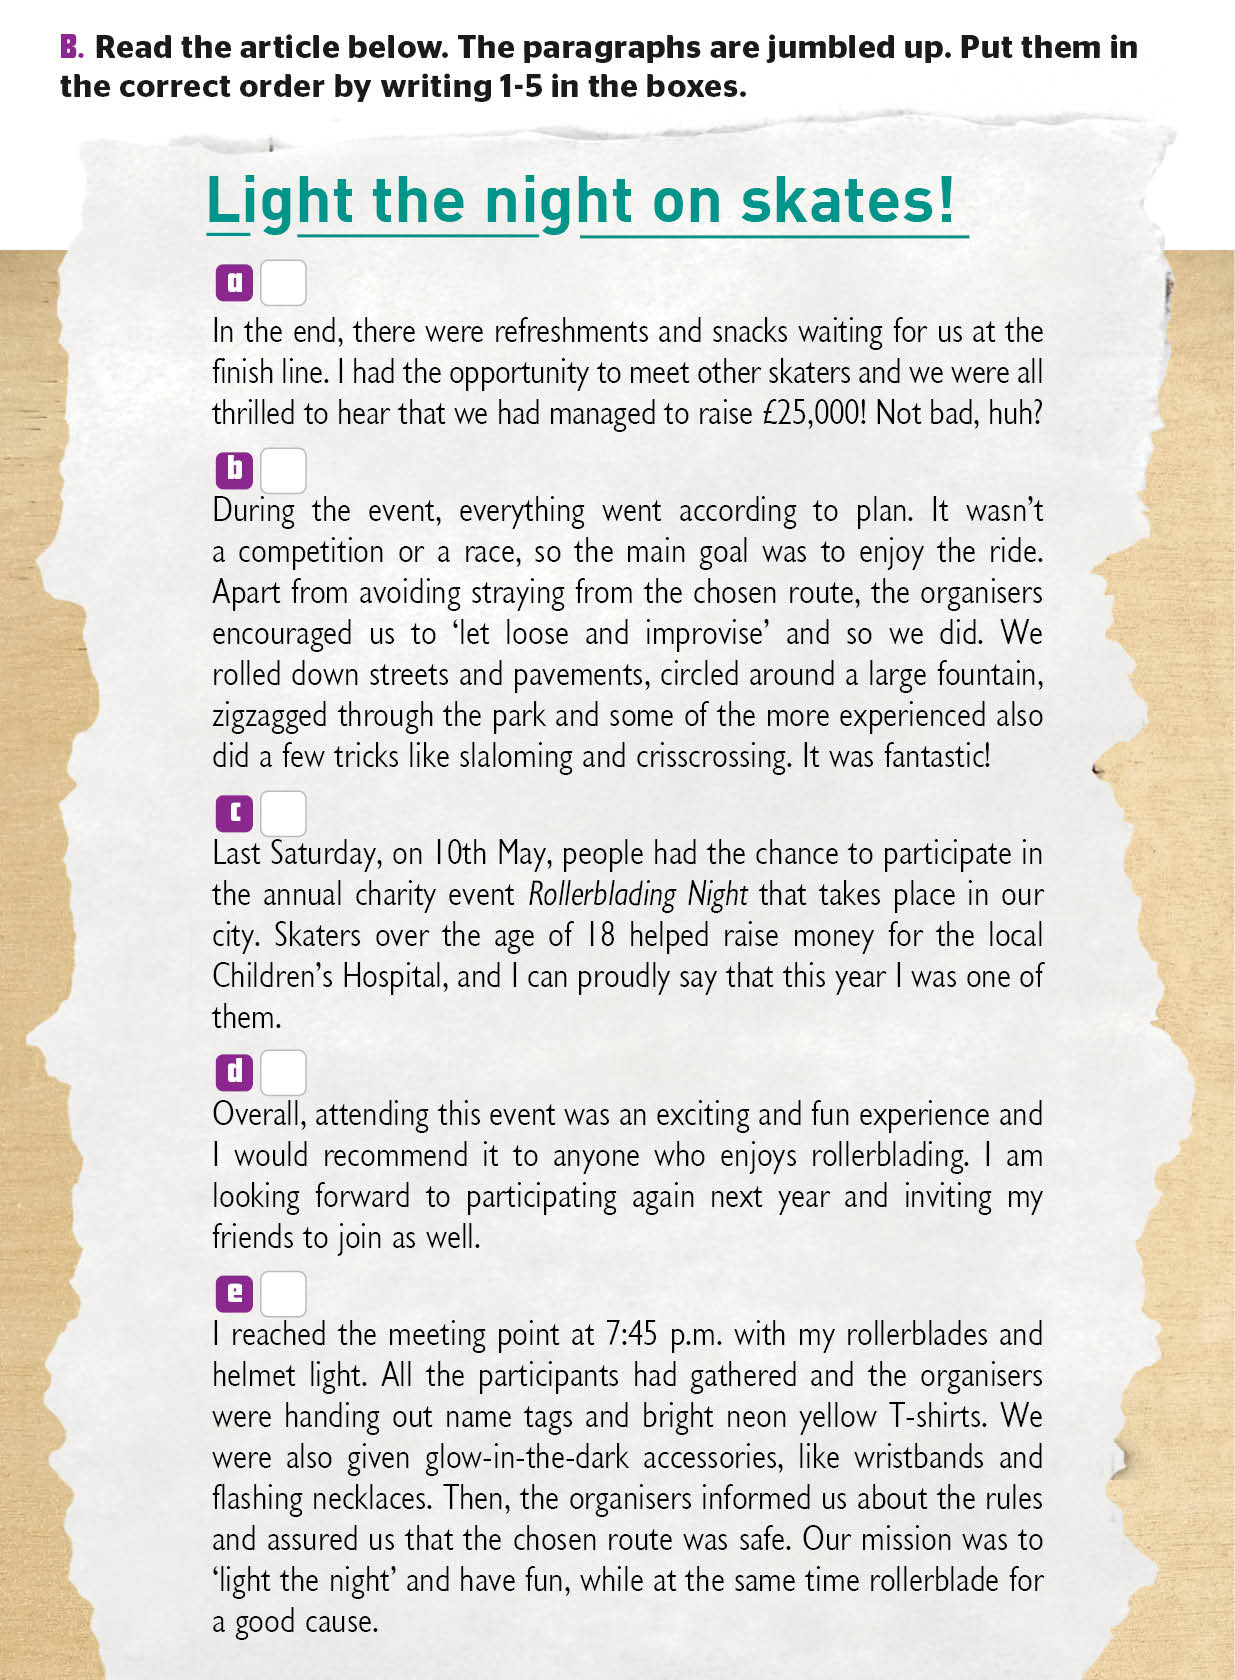 B. Read the article below. The paragraphs are jumbled up. Put them in
the correct order by writing 1-5 in the boxes.
Light the night on skates!
a
In the end, there were refreshments and snacks waiting for us at the
finish line. I had the opportunity to meet other skaters and we were all
thrilled to hear that we had managed to raise £25,000! Not bad, huh?
b
During the event, everything went according to plan. It wasn't
a competition or a race, so the main goal was to enjoy the ride.
Apart from avoiding straying from the chosen route, the organisers
encouraged us to 'let loose and improvise' and so we did. We
rolled down streets and pavements, circled around a large fountain,
zigzagged through the park and some of the more experienced also
did a few tricks like slaloming and crisscrossing. It was fantastic!
c
Last Saturday, on 10th May, people had the chance to participate in
the annual charity event Rollerblading Night that takes place in our
city. Skaters over the age of 18 helped raise money for the local
Children's Hospital, and I can proudly say that this year I was one of
them.
d
Overall, attending this event was an exciting and fun experience and
I would recommend it to anyone who enjoys rollerblading. I am
looking forward to participating again next year and inviting my
friends to join as well.
e
I reached the meeting point at 7:45 p.m. with my rollerblades and
helmet light. All the participants had gathered and the organisers
were handing out name tags and bright neon yellow T-shirts. We
were also given glow-in-the-dark accessories, like wristbands and
flashing necklaces. Then, the organisers informed us about the rules
and assured us that the chosen route was safe. Our mission was to
'light the night' and have fun, while at the same time rollerblade for
a good cause.